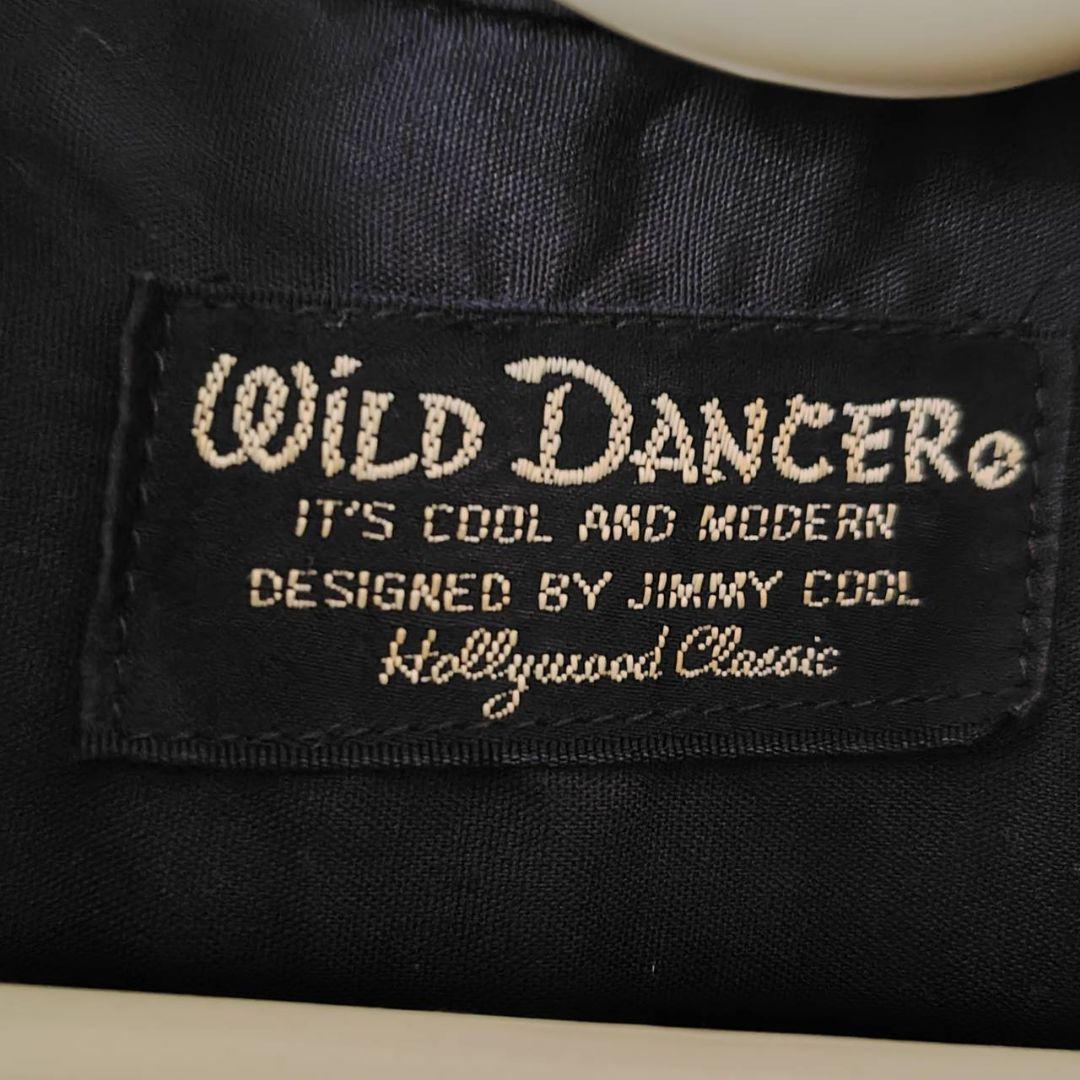 WiLD DANCER®
IT'S COOL AND MODERN
DESIGNED BY JIMMY COOL
Hollywood Classic